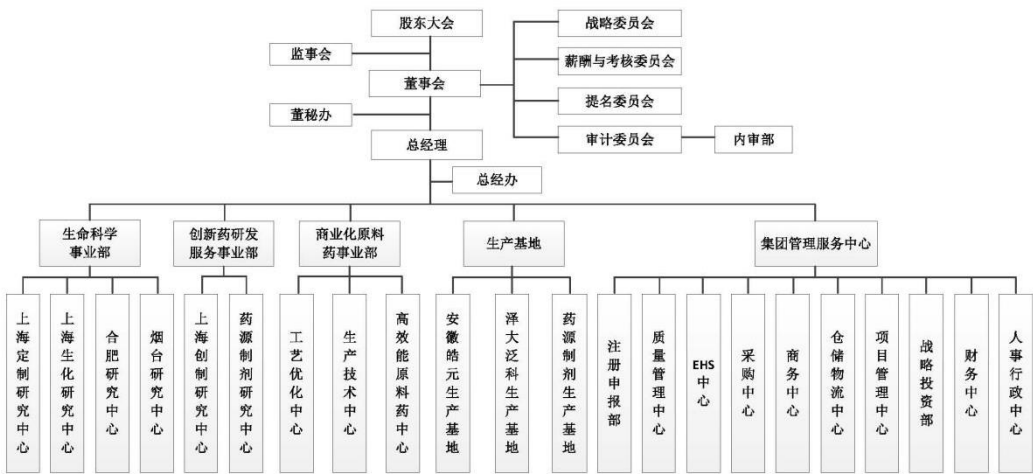 股东大会
战略委员会
监事会
薪酬与考核委员会
董事会
提名委员会
董秘办
审计委员会
内审部
总经理
总经办
生命科学
事业部
创新药研发
服务事业部
商业化原料
药事业部
生产基地
集团管理服务中心
上海定制研究中心
上海生化研究中心
合肥研究中心
烟台研究中心
上海创制研究中心
药源制剂研究中心
工艺优化中心
生产技术中心
高效能原料药中心
安徽皓元生产基地
泽大泛科生产基地
药源制剂生产基地
注册申报部
质量管理中心
EHS中心
采购中心
商务中心
仓储物流中心
项目管理中心
战略投资部
财务中心
人事行政中心